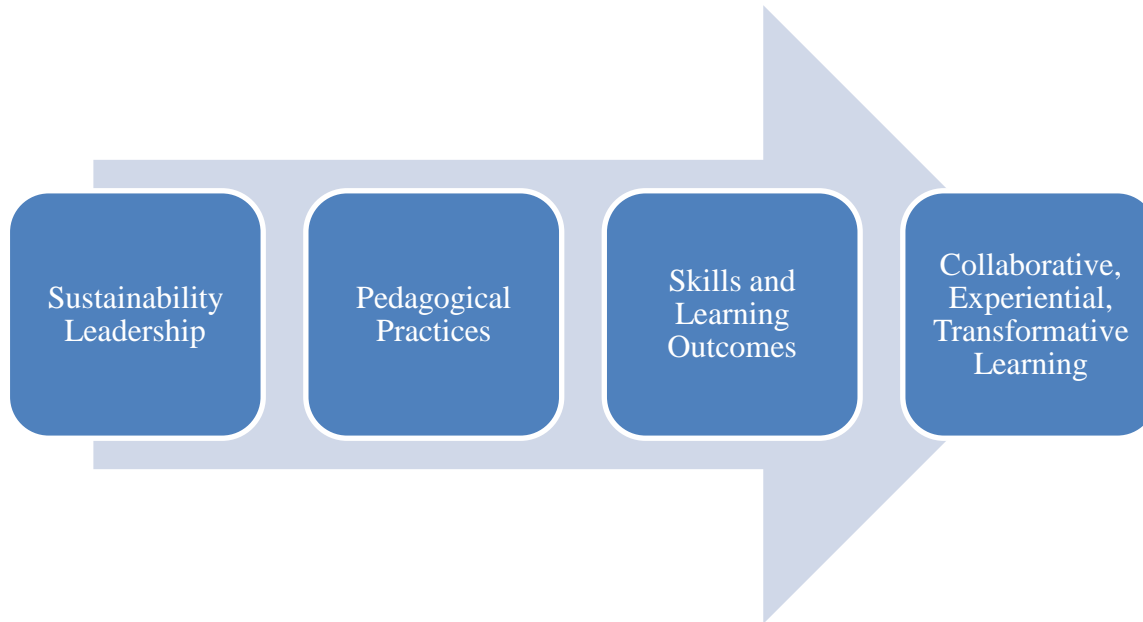 Sustainability
Leadership
Pedagogical
Practices
Skills and
Learning
Outcomes
Collaborative,
Experiential,
Transformative
Learning